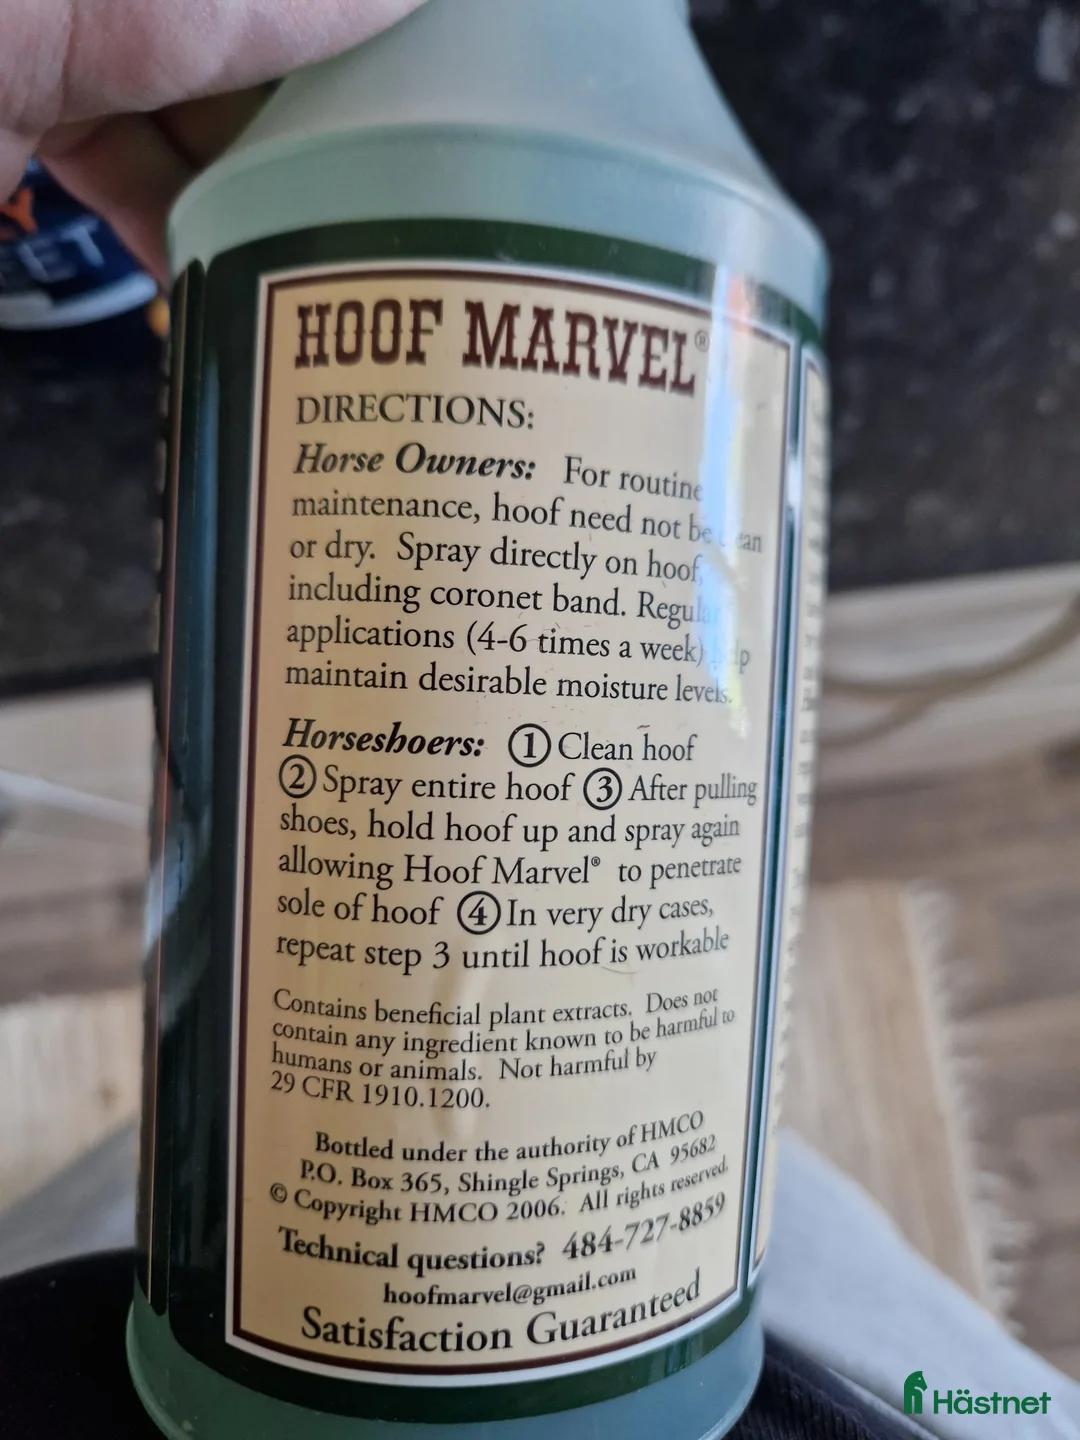 HOOF MARVEL®
DIRECTIONS:
Horse Owners: For routine
maintenance, hoof need not be
or dry. Spray directly on hoof,
including coronet band. Regular
applications (4-6 times a week) help
maintain desirable moisture levels.
Horseshoers: ① Clean hoof
② Spray entire hoof ③ After pulling
shoes, hold hoof up and spray again
allowing Hoof Marvel® to penetrate
sole of hoof ④ In very dry cases,
repeat step 3 until hoof is workable
Contains beneficial plant extracts. Does not
contain any ingredient known to be harmful to
humans or animals. Not harmful by
29 CFR 1910.1200.
Bottled under the authority of HMCO
P.O. Box 365, Shingle Springs, CA 95682
© Copyright HMCO 2006. All rights reserved.
Technical questions? 484-727-8859
hoofmarvel@gmail.com
Satisfaction Guaranteed
Hästnet